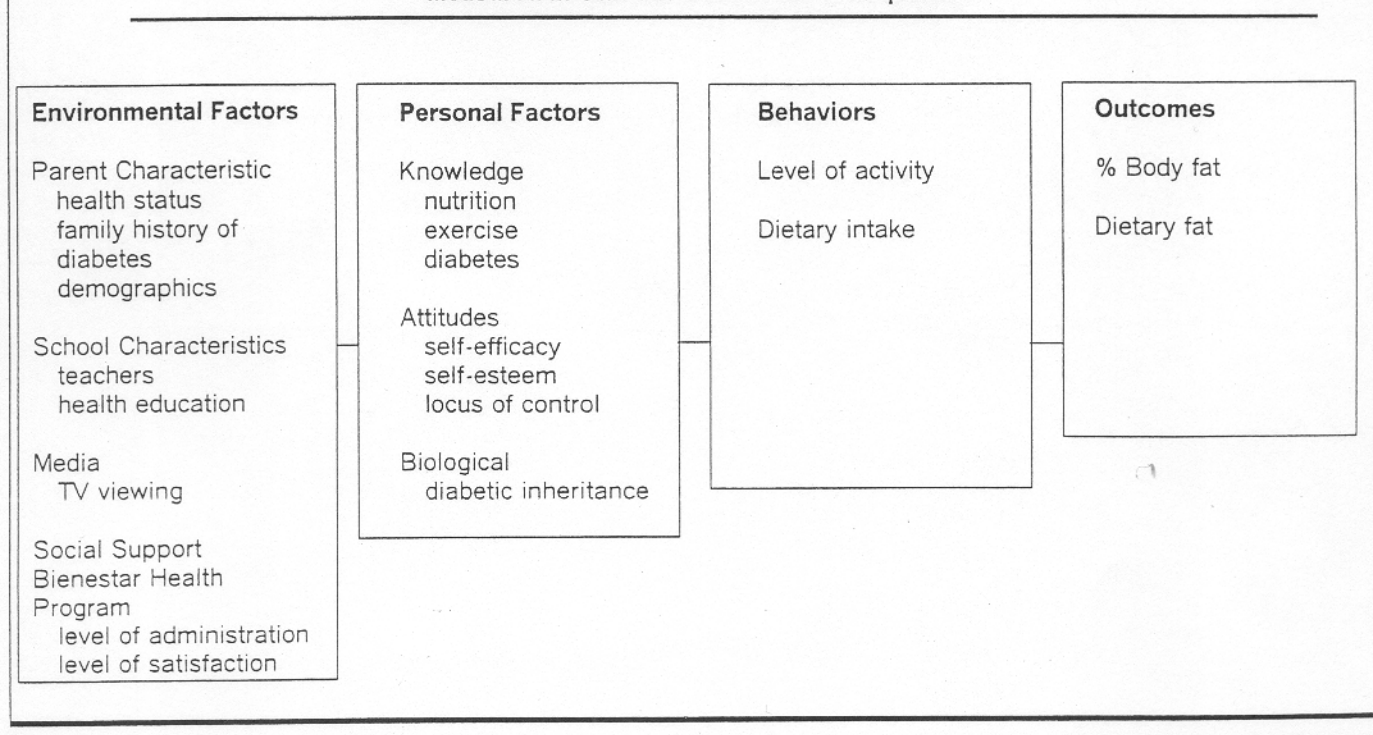 Environmental Factors
Parent Characteristic
health status
family history of
diabetes
demographics
School Characteristics
teachers
health education
Media
TV viewing
Social Support
Bienestar Health
Program
level of administration
level of satisfaction
Personal Factors
Knowledge
nutrition
exercise
diabetes
Attitudes
self-efficacy
self-esteem
locus of control
Biological
diabetic inheritance
Behaviors
Level of activity
Dietary intake
Outcomes
% Body fat
Dietary fat